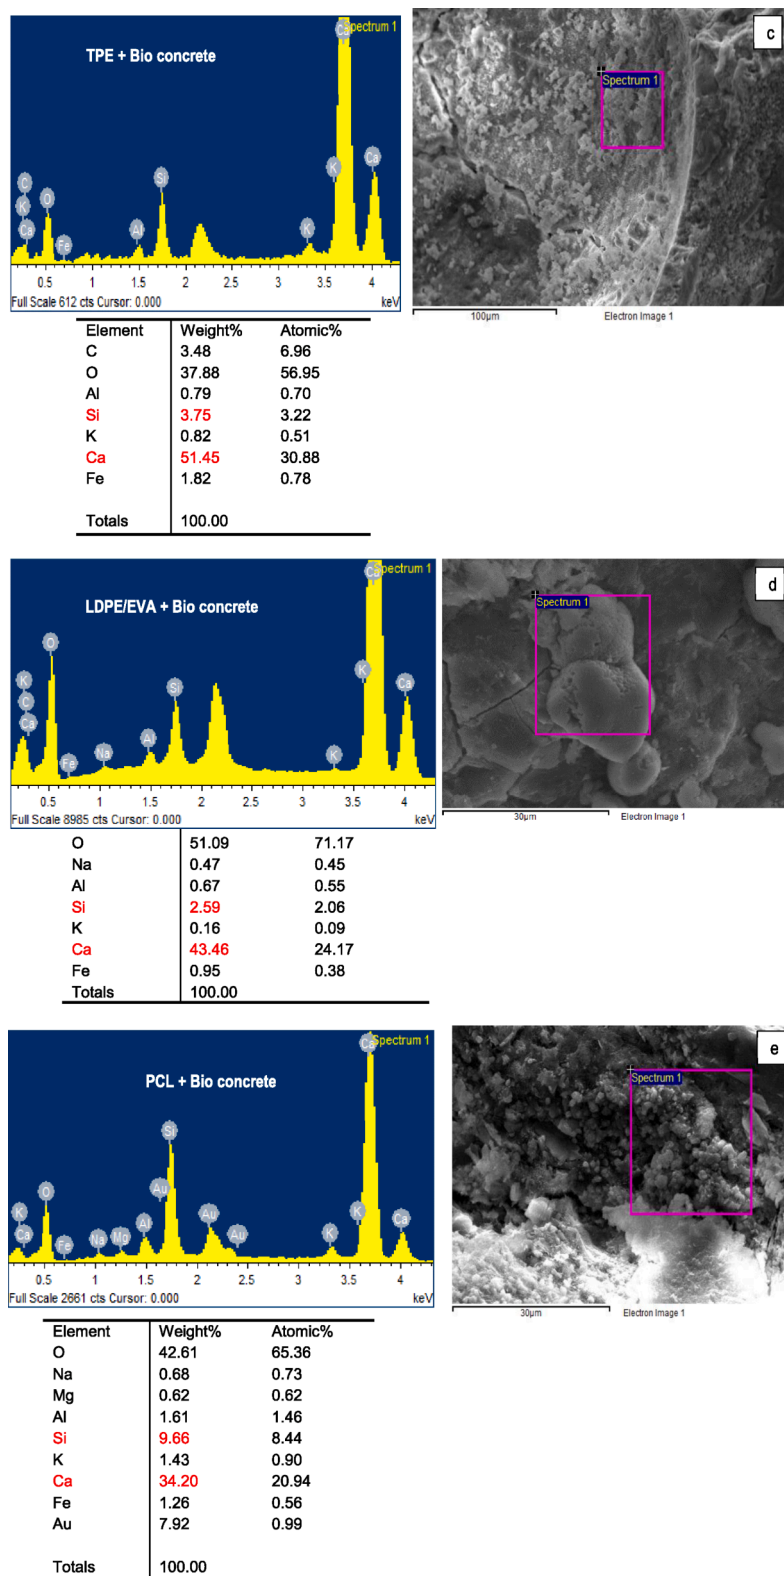 TPE + Bio concrete
Ca Spectrum 1
C
K
Ca
O
Fe
Al
Si
K
K
Ca
0.5 1 1.5 2 2.5 3 3.5 4
Full Scale 612 cts Cursor: 0.000 keV
c
Spectrum 1
100µm Electron Image 1
Element Weight% Atomic%
C 3.48 6.96
O 37.88 56.95
Al 0.79 0.70
Si 3.75 3.22
K 0.82 0.51
Ca 51.45 30.88
Fe 1.82 0.78
Totals 100.00
LDPE/EVA + Bio concrete
Ca Spectrum 1
K
C
Ca
O
Fe
Na
Al
Si
K
K
Ca
0.5 1 1.5 2 2.5 3 3.5 4
Full Scale 8985 cts Cursor: 0.000 keV
d
Spectrum 1
30µm Electron Image 1
O 51.09 71.17
Na 0.47 0.45
Al 0.67 0.55
Si 2.59 2.06
K 0.16 0.09
Ca 43.46 24.17
Fe 0.95 0.38
Totals 100.00
PCL + Bio concrete
Ca Spectrum 1
K
Ca
O
Fe
Na
Mg
Al
Au
Si
Au
Au
K
K
Ca
0.5 1 1.5 2 2.5 3 3.5 4
Full Scale 2661 cts Cursor: 0.000 keV
e
Spectrum 1
30µm Electron Image 1
Element Weight% Atomic%
O 42.61 65.36
Na 0.68 0.73
Mg 0.62 0.62
Al 1.61 1.46
Si 9.66 8.44
K 1.43 0.90
Ca 34.20 20.94
Fe 1.26 0.56
Au 7.92 0.99
Totals 100.00